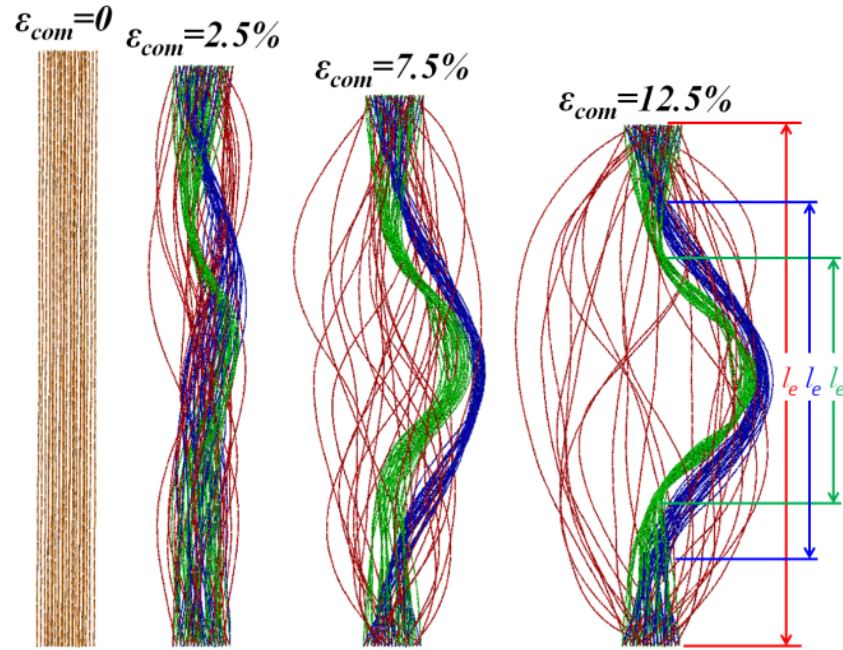 ε_com=0
ε_com=2.5%
ε_com=7.5%
ε_com=12.5%
l_e l_e l_e